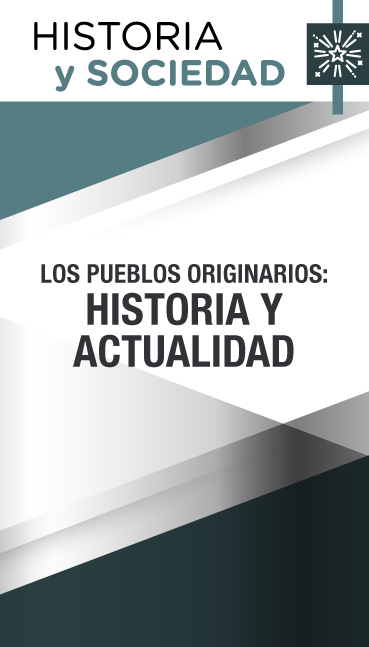 HISTORIA
y SOCIEDAD
LOS PUEBLOS ORIGINARIOS:
HISTORIA Y
ACTUALIDAD